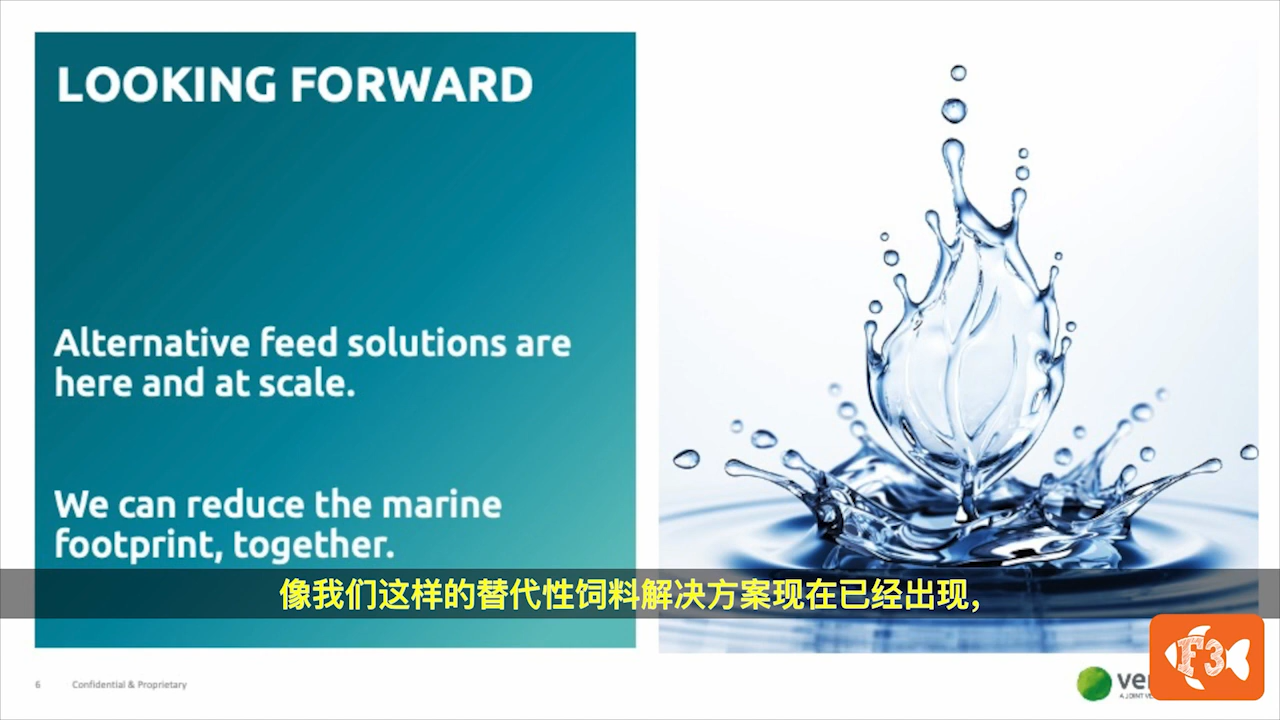 LOOKING FORWARD
Alternative feed solutions are
here and at scale.
We can reduce the marine
footprint, together.
像我们这样的替代性饲料解决方案现在已经出现,
6 Confidential & Proprietary
F3